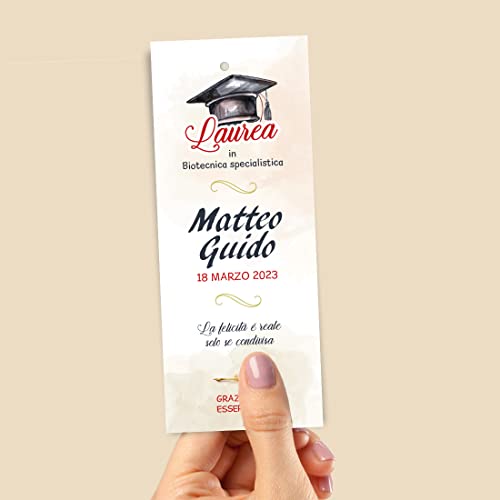 Laurea
in
Biotecnica specialistica
Matteo
Guido
18 MARZO 2023
La felicità è reale
solo se condivisa